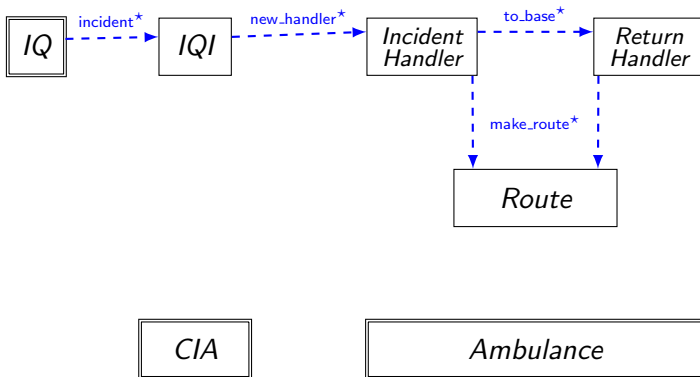 incident*
new_handler*
to_base*
IQ
IQI
Incident
Handler
Return
Handler
make_route*
Route
CIA
Ambulance